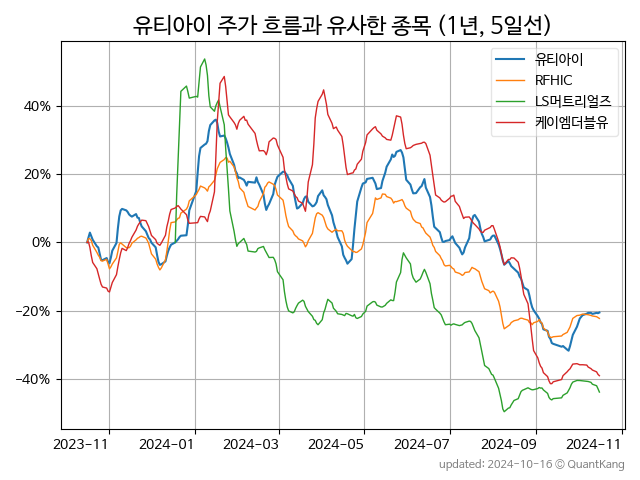 유티아이 주가 흐름과 유사한 종목 (1년, 5일선)
유티아이
RFHIC
LS머트리얼즈
케이엠더블유
40%
20%
0%
−20%
−40%
2023-11 2024-01 2024-03 2024-05 2024-07 2024-09 2024-11
updated: 2024-10-16 © QuantKang